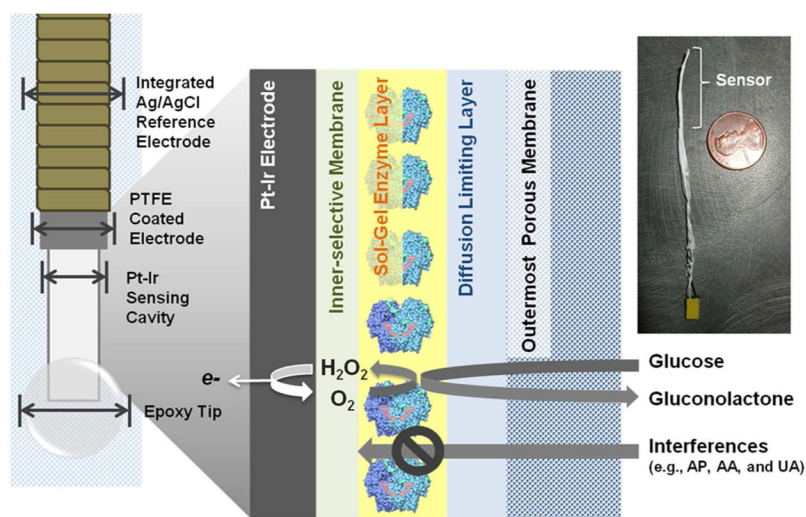 Integrated
Ag/AgCl
Reference
Electrode
PTFE
Coated
Electrode
Pt-Ir
Sensing
Cavity
Epoxy Tip
Pt-Ir Electrode
Inner-selective Membrane
Sol-Gel Enzyme Layer
Diffusion Limiting Layer
Outermost Porous Membrane
e-
H₂O₂
O₂
Glucose
Gluconolactone
Interferences
(e.g., AP, AA, and UA)
Sensor